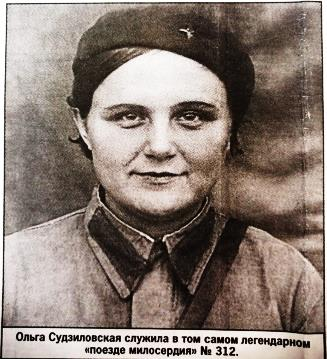 Ольга Судзиловская служила в том самом легендарном
«поезде милосердия» № 312.